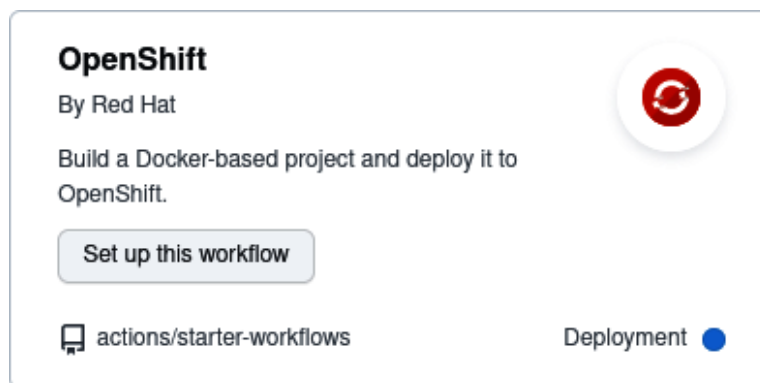 OpenShift
By Red Hat
Build a Docker-based project and deploy it to
OpenShift.
Set up this workflow
actions/starter-workflows
Deployment